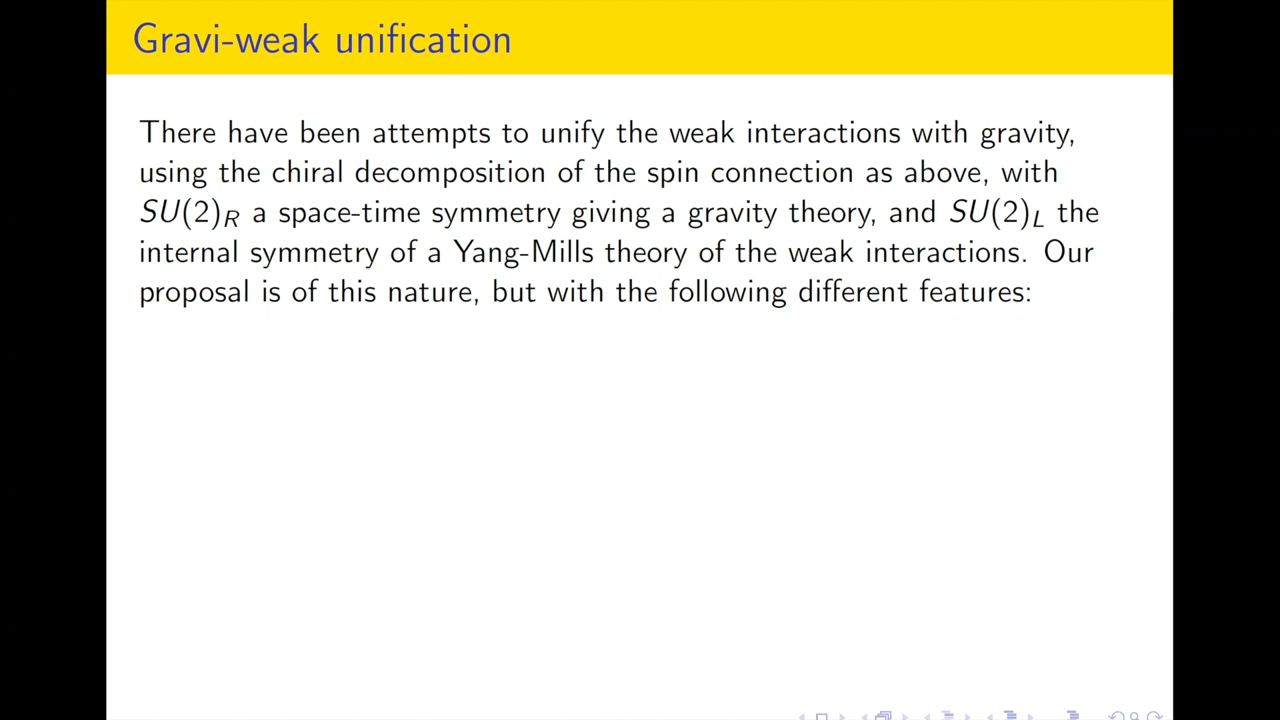 Gravi-weak unification
There have been attempts to unify the weak interactions with gravity,
using the chiral decomposition of the spin connection as above, with
SU(2)_R a space-time symmetry giving a gravity theory, and SU(2)_L the
internal symmetry of a Yang-Mills theory of the weak interactions. Our
proposal is of this nature, but with the following different features: